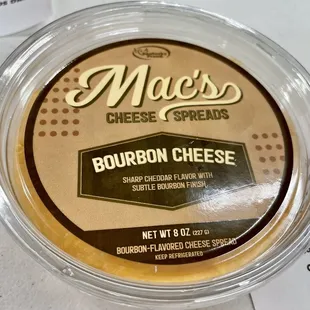 Mac's
CHEESE SPREADS
BOURBON CHEESE
SHARP CHEDDAR FLAVOR WITH
SUBTLE BOURBON FINISH
NET WT 8 OZ (227 g)
BOURBON-FLAVORED CHEESE SPREAD
KEEP REFRIGERATED